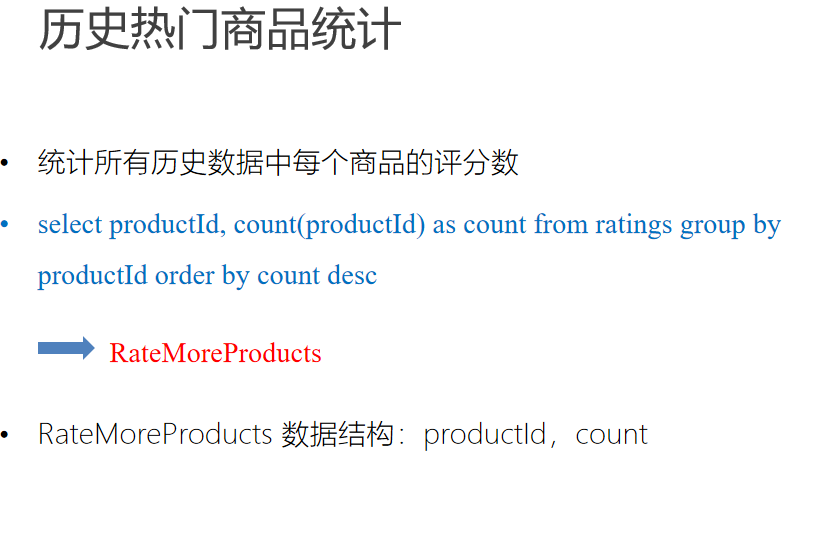 历史热门商品统计
• 统计所有历史数据中每个商品的评分数
• select productId, count(productId) as count from ratings group by
productId order by count desc
RateMoreProducts
• RateMoreProducts 数据结构：productId，count